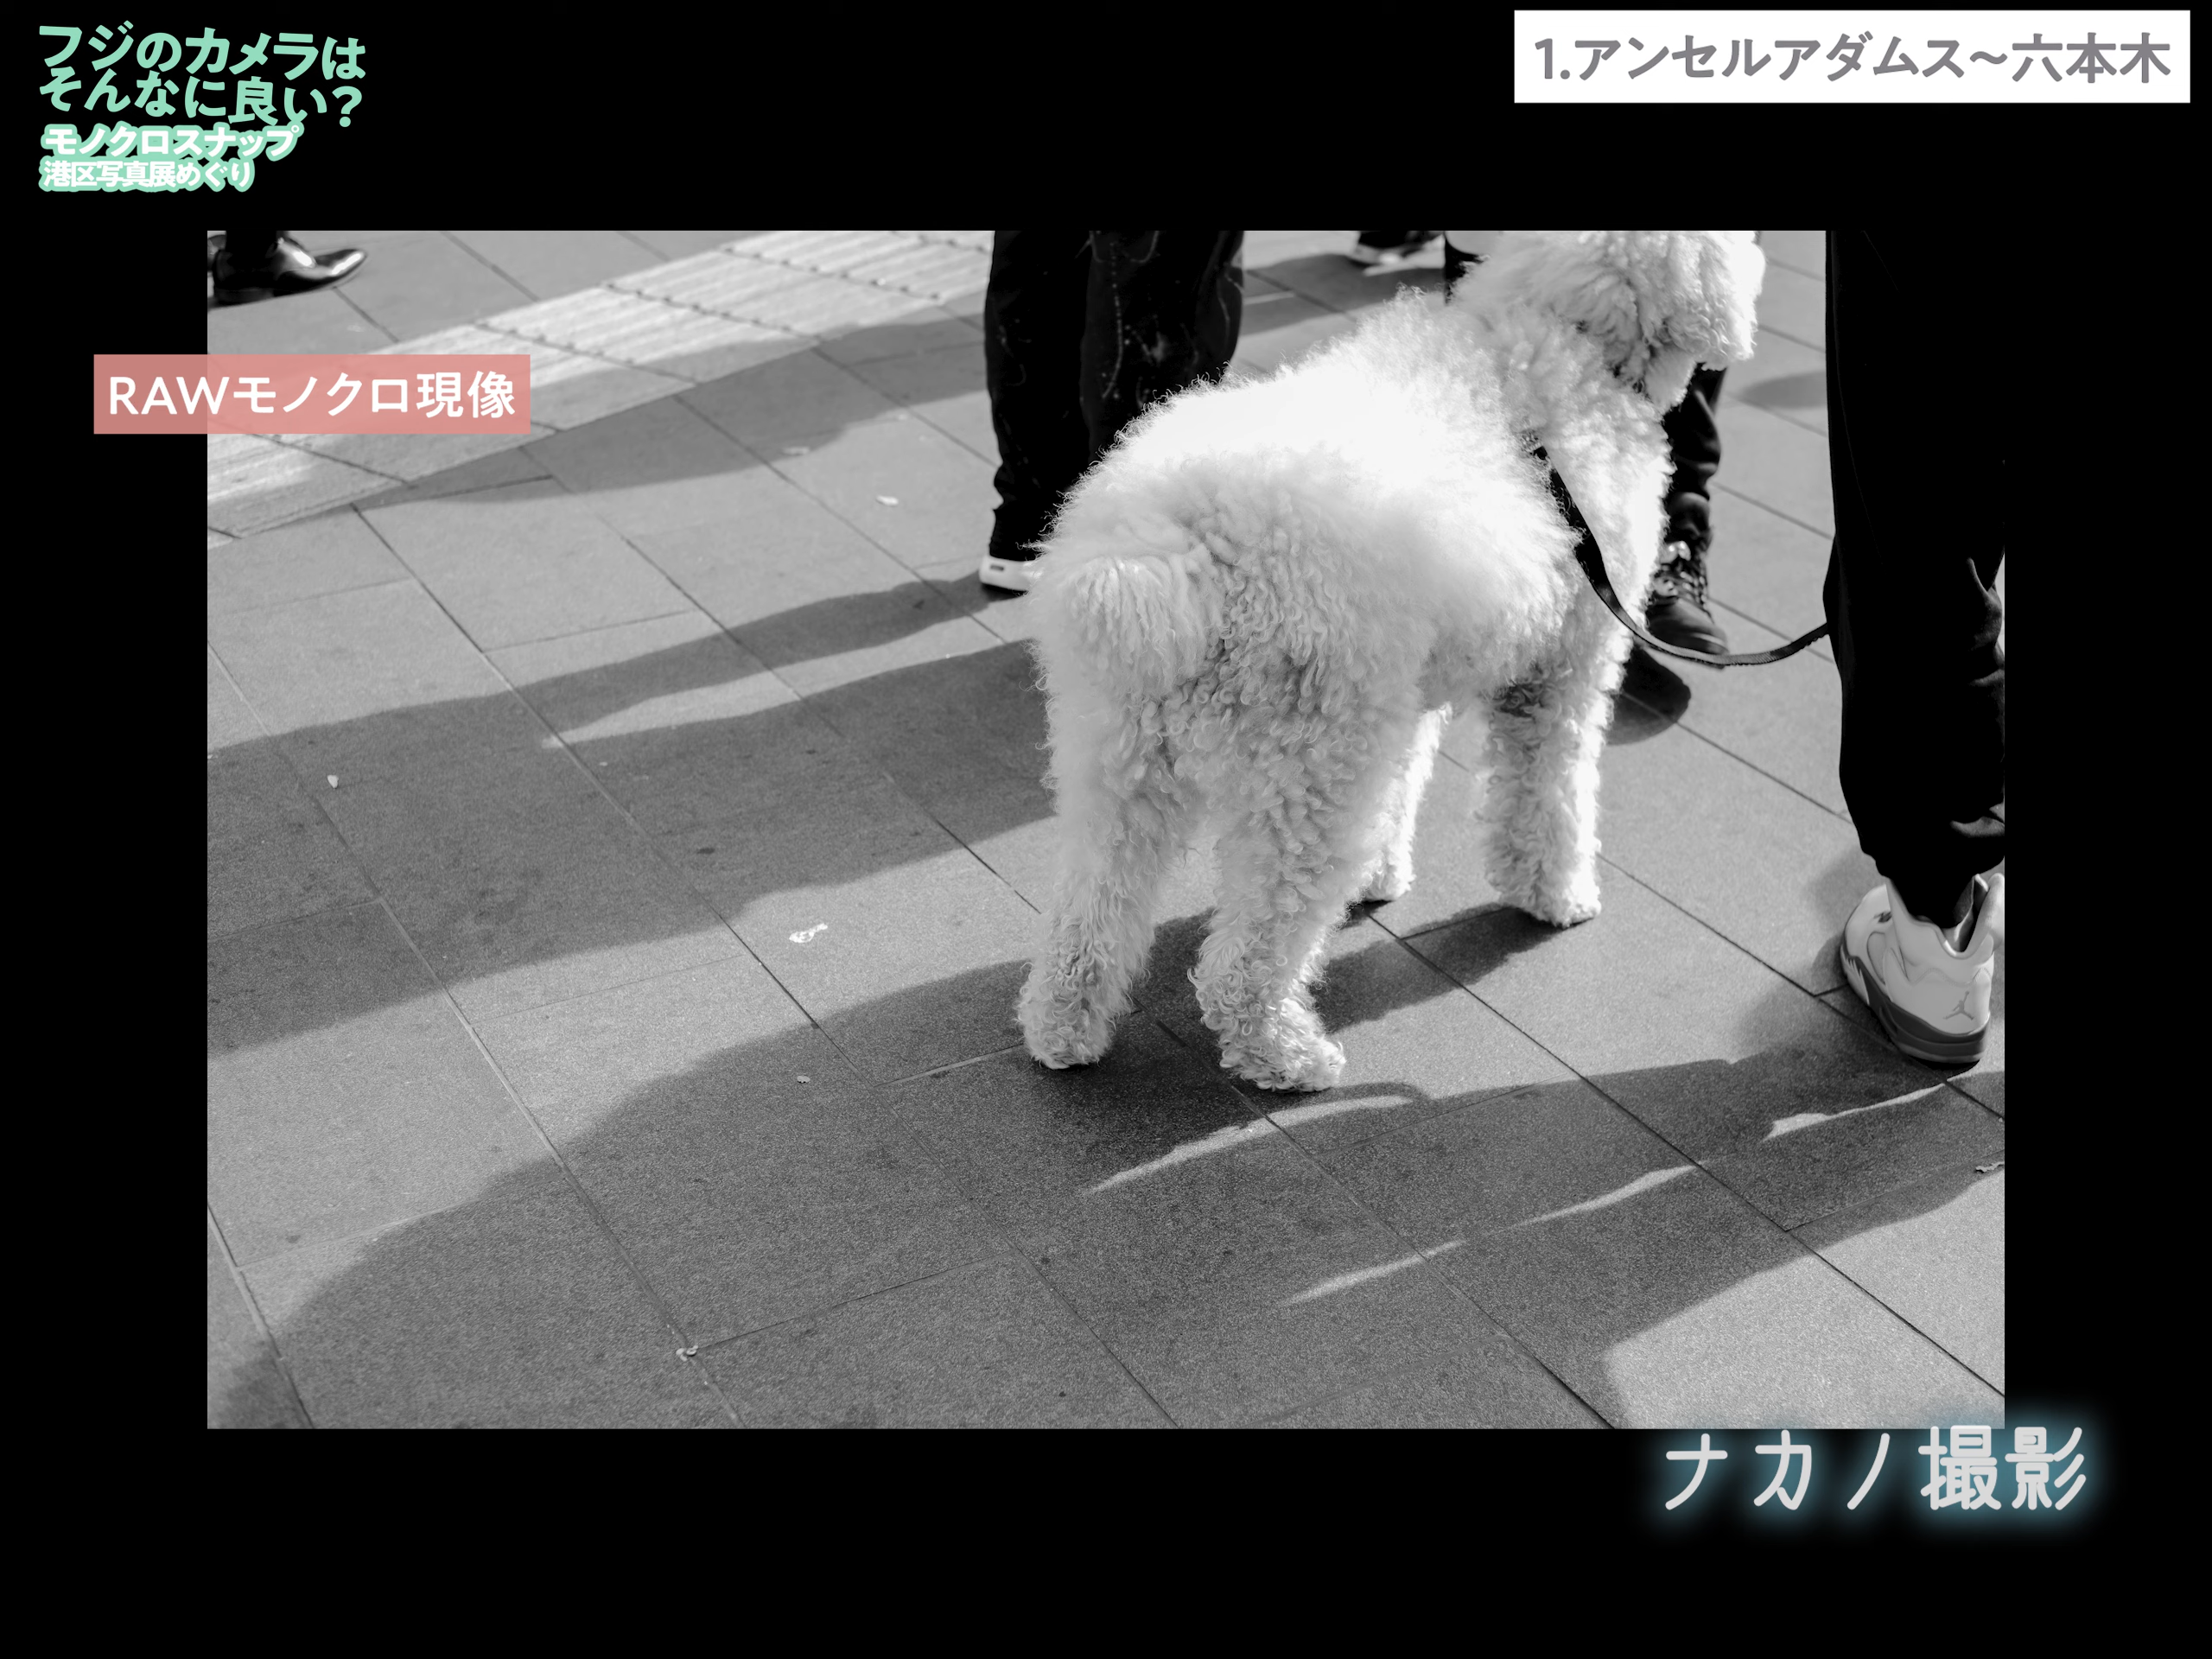 フジのカメラは
そんなに良い?
モノクロスナップ
港区写真展めぐり
1.アンセルアダムス~六本木
RAWモノクロ現像
ナカノ撮影